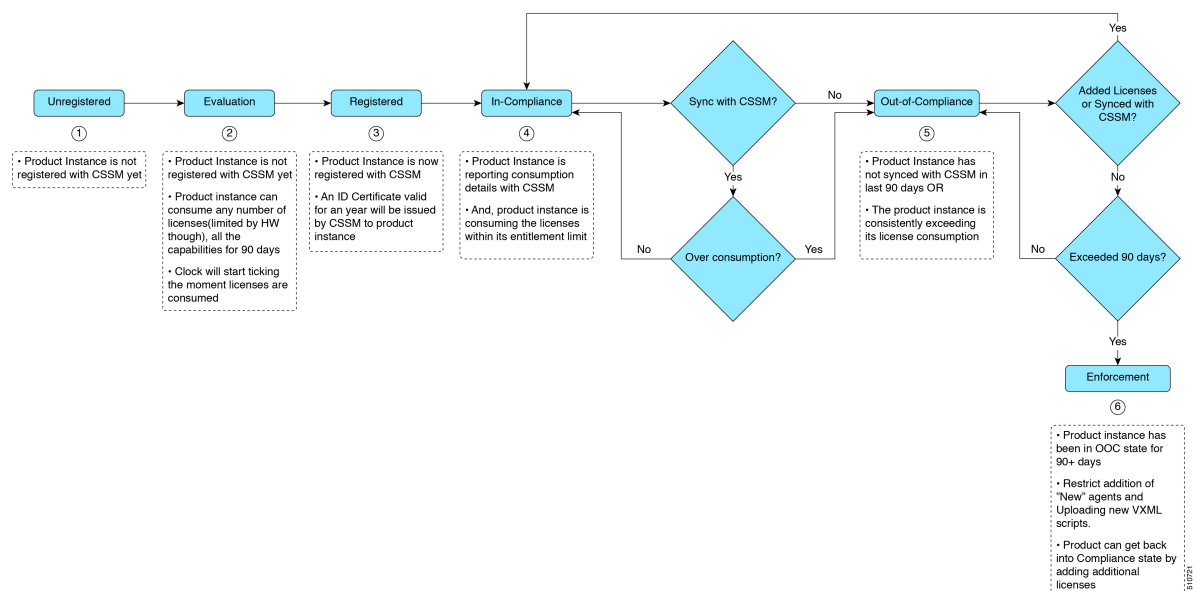 Yes
Unregistered
Evaluation
Registered
In-Compliance
Sync with CSSM?
No
Out-of-Compliance
Added Licenses
or Synced with
CSSM?
1
2
3
4
5
• Product Instance is not
registered with CSSM yet
• Product Instance is not
registered with CSSM yet
• Product instance can
consume any number of
licenses(limited by HW
though), all the
capabilities for 90 days
• Clock will start ticking
the moment licenses are
consumed
• Product Instance is now
registered with CSSM
• An ID Certificate valid
for an year will be issued
by CSSM to product
instance
• Product Instance is
reporting consumption
details with CSSM
• And, product instance is
consuming the licenses
within its entitlement limit
Yes
No
Over consumption?
Yes
• Product Instance has
not synced with CSSM in
last 90 days OR
• The product instance is
consistently exceeding
its license consumption
No
No
Exceeded 90 days?
Yes
Enforcement
6
• Product instance has
been in OOC state for
90+ days
• Restrict addition of
"New" agents and
Uploading new VXML
scripts.
• Product can get back
into Compliance state by
adding additional
licenses
510721